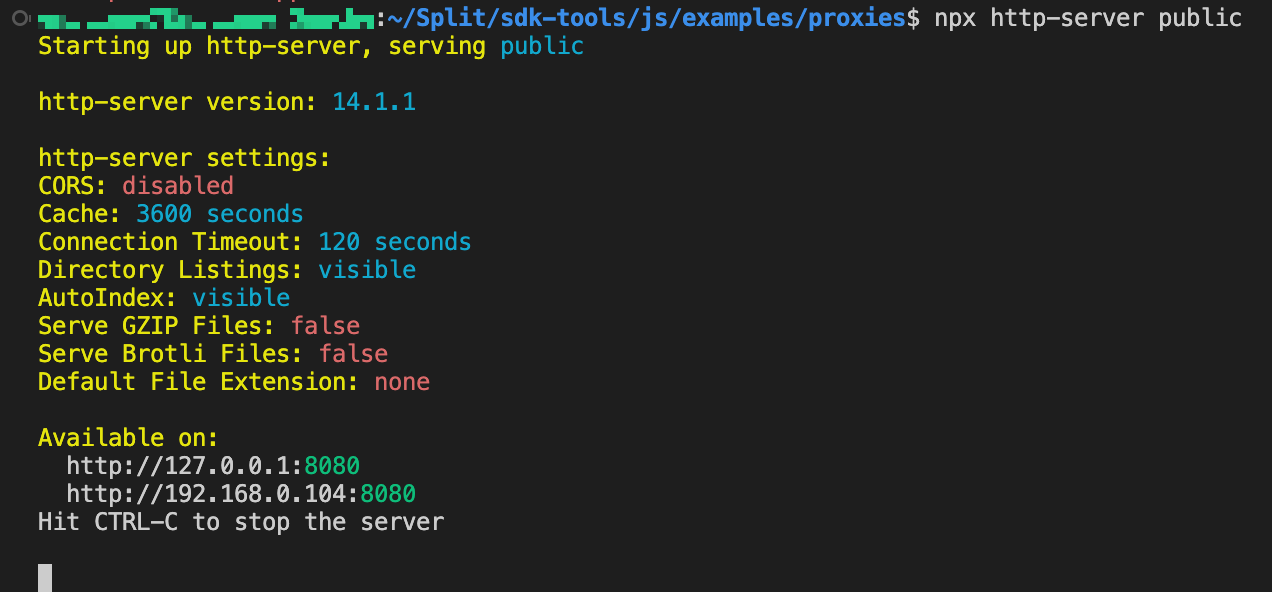 :~/Split/sdk-tools/js/examples/proxies$ npx http-server public
Starting up http-server, serving public
http-server version: 14.1.1
http-server settings:
CORS: disabled
Cache: 3600 seconds
Connection Timeout: 120 seconds
Directory Listings: visible
AutoIndex: visible
Serve GZIP Files: false
Serve Brotli Files: false
Default File Extension: none
Available on:
http://127.0.0.1:8080
http://192.168.0.104:8080
Hit CTRL-C to stop the server